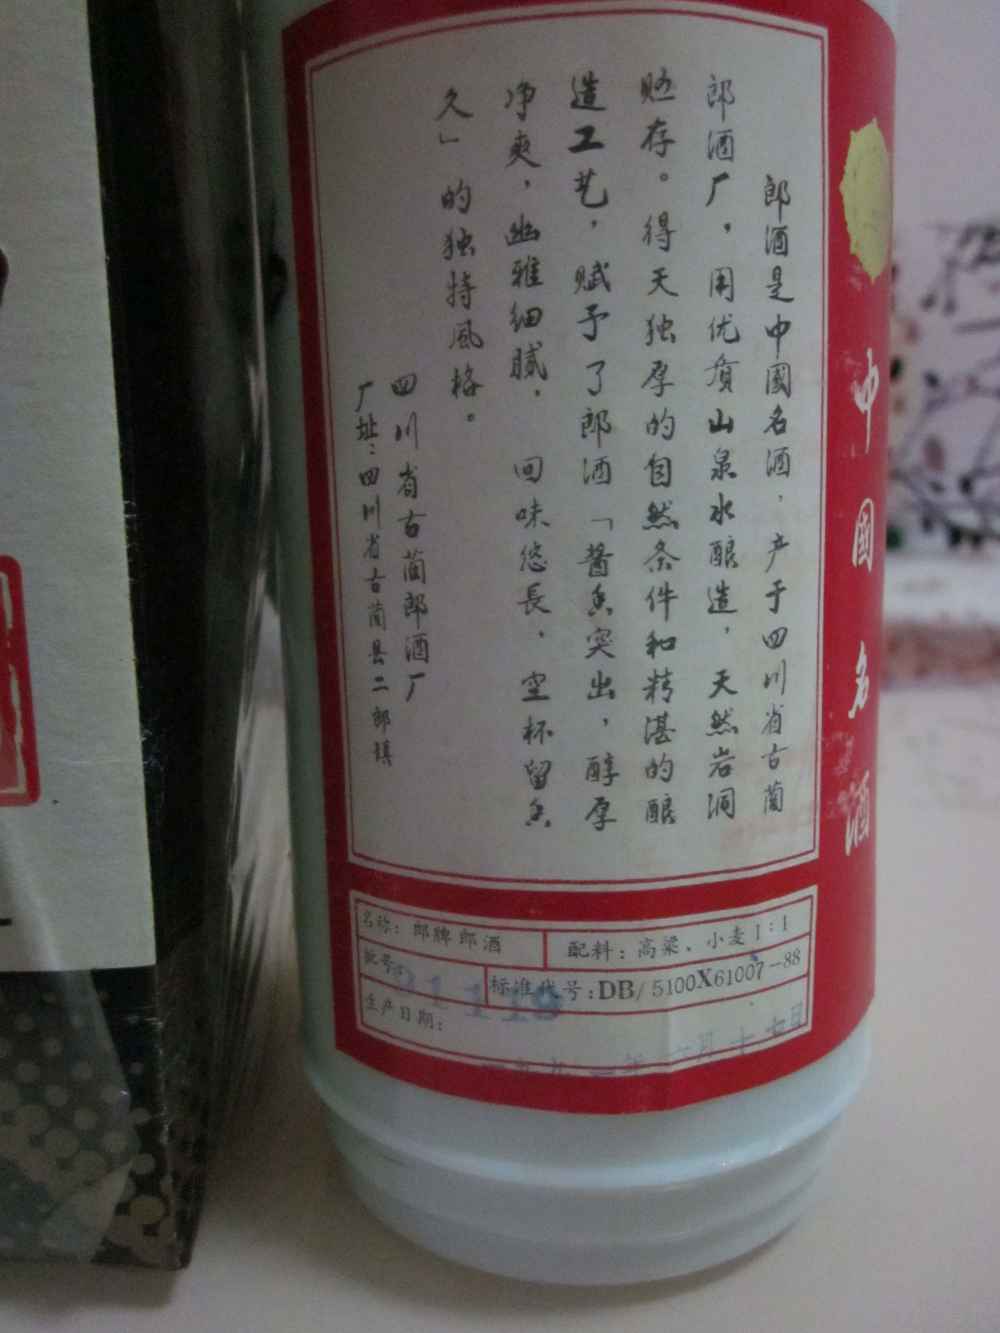 郎酒是中國名酒，产于四川省古蔺
郎酒厂，用优质山泉水酿造，天然岩洞
贮存。得天独厚的自然条件和精湛的酿
造工艺，赋予了郎酒「酱香突出，醇厚
净爽，幽雅细腻，回味悠長，空杯留香
久」的独特風格。
四川省古蔺郎酒厂
厂址：四川省古蔺县二郎镇
中國名酒
名称：郎牌郎酒
配料：高粱、小麦1：1
批号：
标准代号：DB/5100X61007-88
生产日期：